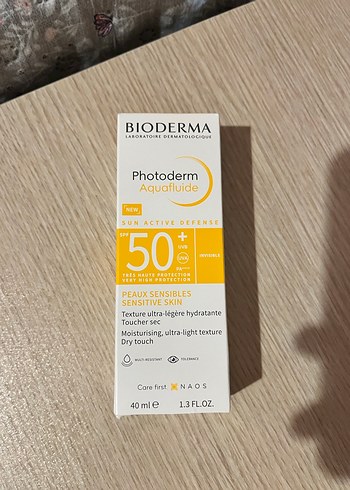 BIODERMA
LABORATOIRE DERMATOLOGIQUE
Photoderm
Aquafluide
NEW
SUN ACTIVE DEFENSE
SPF 50+
UVB
UVA
PA++++
INVISIBLE
TRÈS HAUTE PROTECTION
VERY HIGH PROTECTION
PEAUX SENSIBLES
SENSITIVE SKIN
Texture ultra-légère hydratante
Toucher sec
Moisturising, ultra-light texture
Dry touch
MULTI-RESISTANT
TOLERANCE
Care first. NAOS
40 ml ℮ 1.3 FL.OZ.